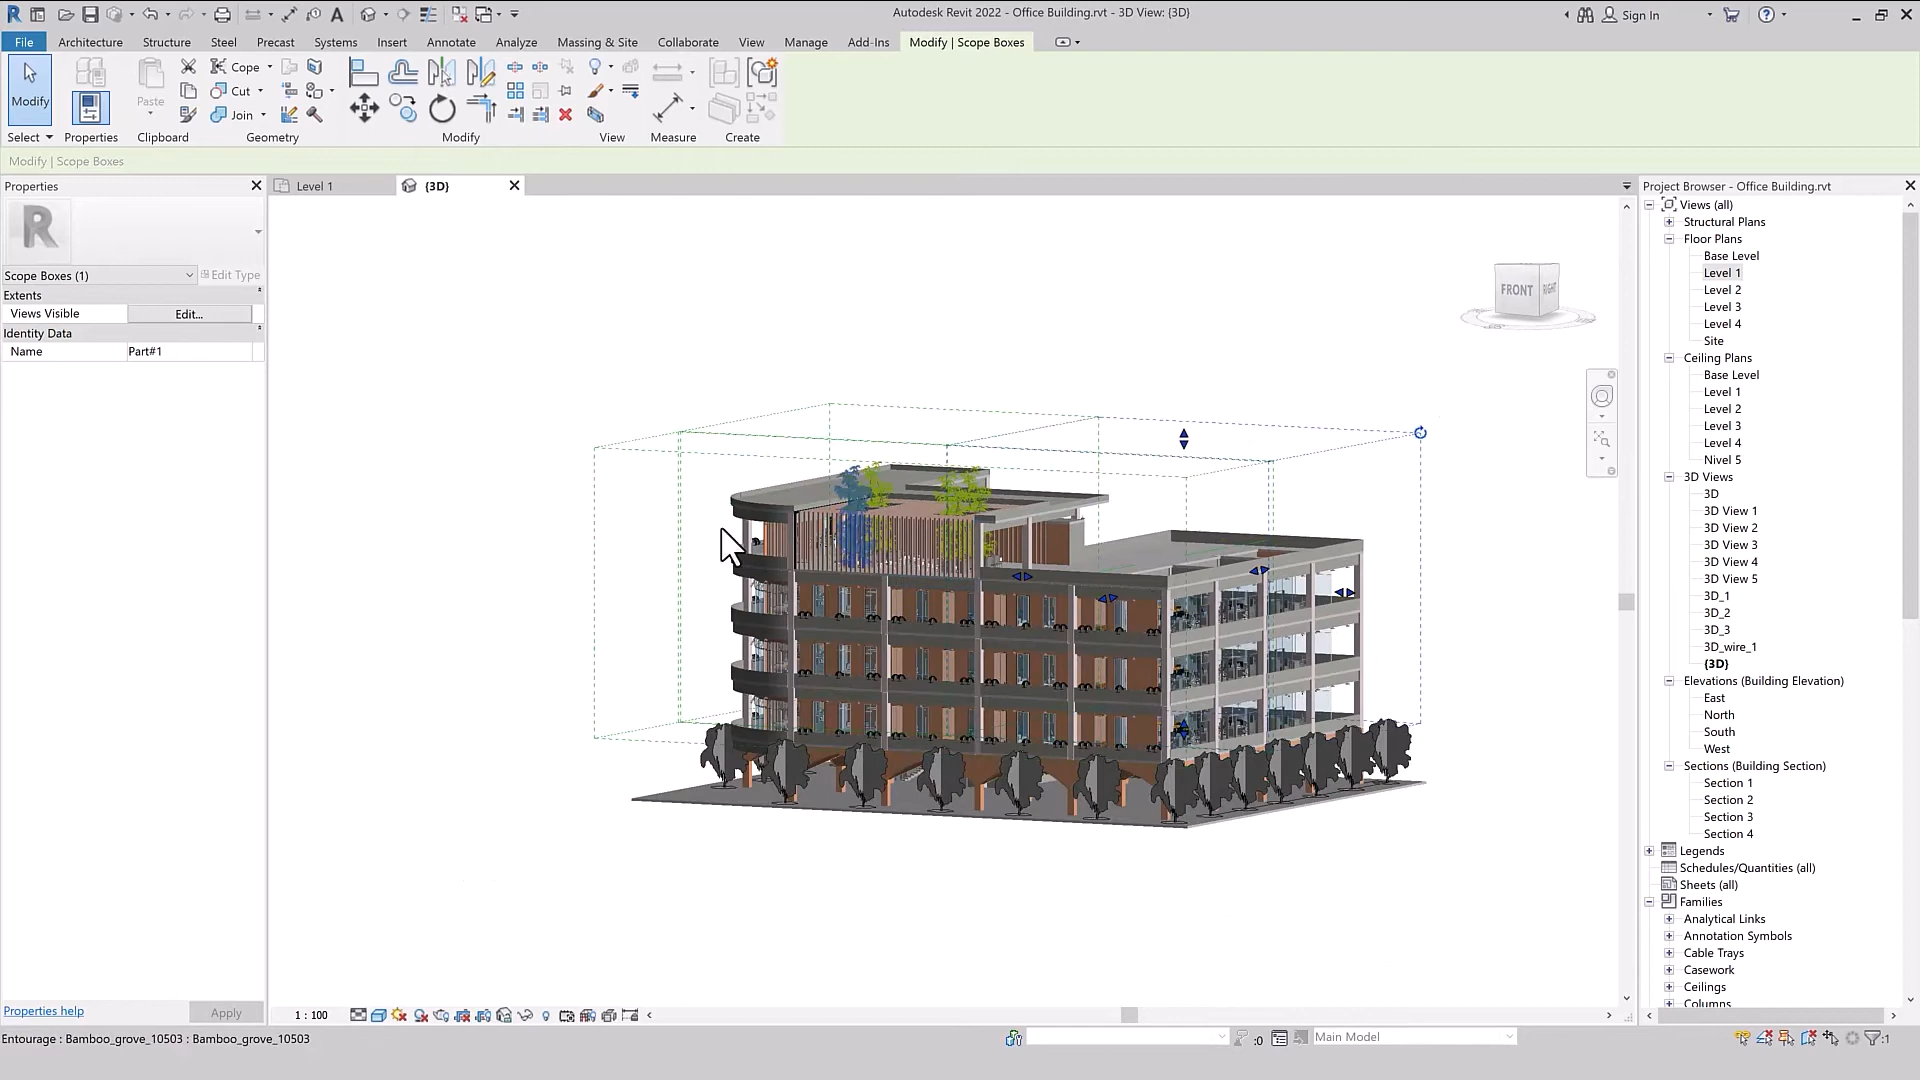 Autodesk Revit 2022 - Office Building.rvt - 3D View: {3D}
Sign In
File
Architecture
Structure
Steel
Precast
Systems
Insert
Annotate
Analyze
Massing & Site
Collaborate
View
Manage
Add-Ins
Modify | Scope Boxes
Modify
Paste
Cope
Cut
Join
Select
Properties
Clipboard
Geometry
Modify
View
Measure
Create
Modify | Scope Boxes
Properties
Level 1
{3D}
Project Browser - Office Building.rvt
R
Scope Boxes (1)
Edit Type
Extents
Views Visible
Edit...
Identity Data
Name
Part#1
FRONT
RIGHT
Views (all)
Structural Plans
Floor Plans
Base Level
Level 1
Level 2
Level 3
Level 4
Site
Ceiling Plans
Base Level
Level 1
Level 2
Level 3
Level 4
Nivel 5
3D Views
3D
3D View 1
3D View 2
3D View 3
3D View 4
3D View 5
3D_1
3D_2
3D_3
3D_wire_1
{3D}
Elevations (Building Elevation)
East
North
South
West
Sections (Building Section)
Section 1
Section 2
Section 3
Section 4
Legends
Schedules/Quantities (all)
Sheets (all)
Families
Analytical Links
Annotation Symbols
Cable Trays
Casework
Ceilings
Columns
Properties help
Apply
1 : 100
Entourage : Bamboo_grove_10503 : Bamboo_grove_10503
:0
Main Model
:1